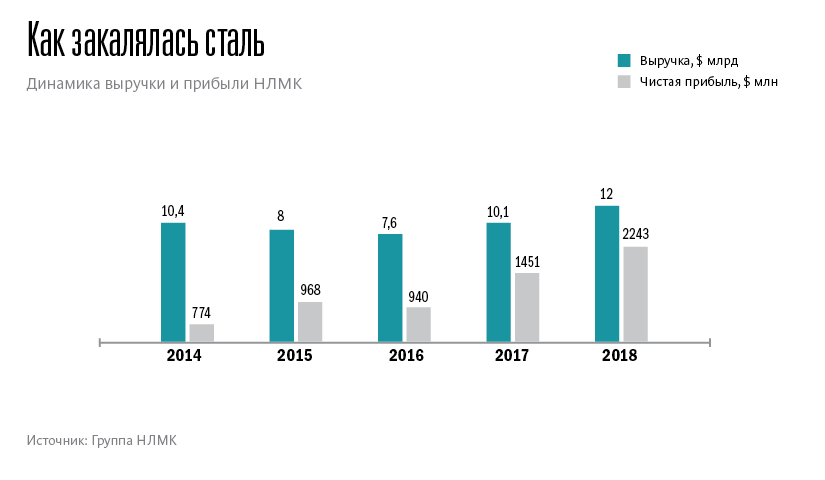 Как закалялась сталь
Динамика выручки и прибыли НЛМК
Выручка, $ млрд
Чистая прибыль, $ млн
10,4
774
8
968
7,6
940
10,1
1451
12
2243
2014 2015 2016 2017 2018
Источник: Группа НЛМК